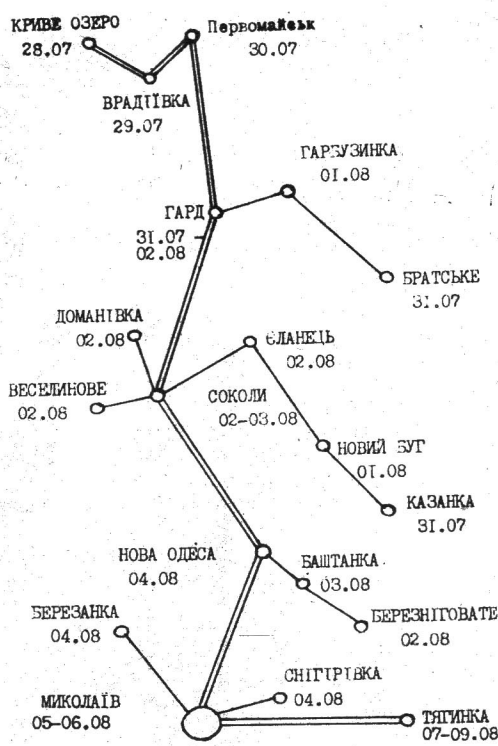 КРИВЕ ОЗЕРО
28.07
Первомайськ
30.07
ВРАДІЇВКА
29.07
ГАРБУЗИНКА
01.08
ГАРД
31.07
02.08
БРАТСЬКЕ
31.07
ДОМАНІВКА
02.08
ЄЛАНЕЦЬ
02.08
ВЕСЕЛИНОВЕ
02.08
СОКОЛИ
02-03.08
НОВИЙ БУГ
01.08
КАЗАНКА
31.07
НОВА ОДЕСА
04.08
БАШТАНКА
03.08
БЕРЕЗАНКА
04.08
БЕРЕЗНІГОВАТЕ
02.08
СНІГІРІВКА
04.08
МИКОЛАЇВ
05-06.08
ТЯГИНКА
07-09.08